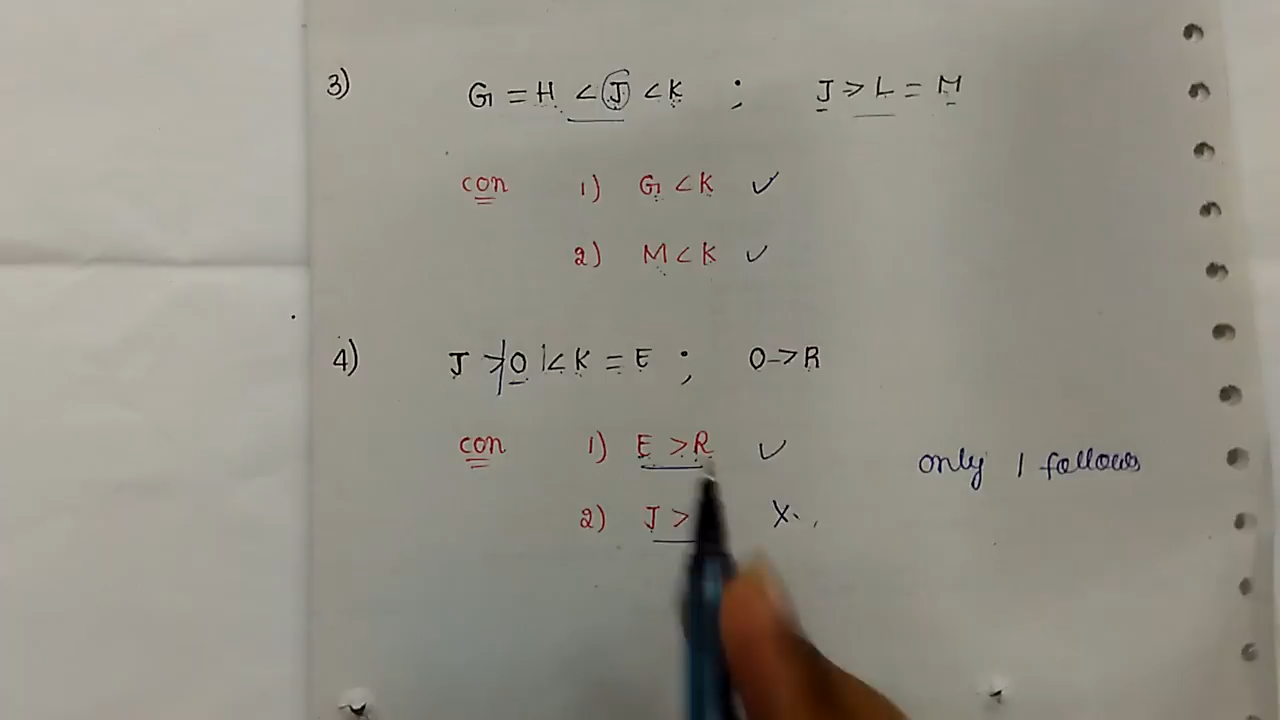 3) G = H < J < K ; J > L = M
con 1) G < K ✓
2) M < K ✓
4) J > O < K = E ; O > R
con 1) E > R ✓
only 1 follows
2) J > X